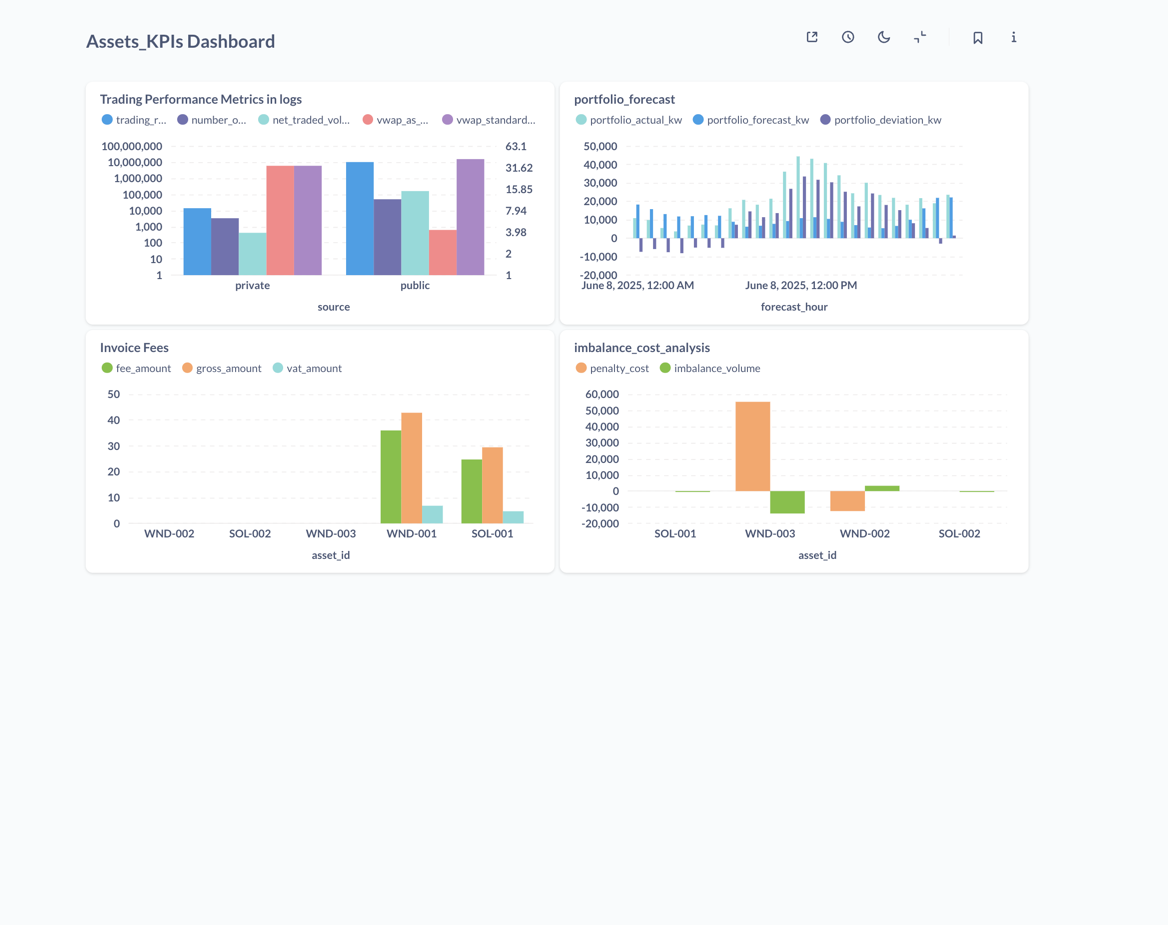 Assets_KPIs Dashboard
Trading Performance Metrics in logs
trading_r... number_o... net_traded_vol... vwap_as_... vwap_standard...
100,000,000
10,000,000
1,000,000
100,000
10,000
1,000
100
10
1
63.1
31.62
15.85
7.94
3.98
2
1
private public
source
portfolio_forecast
portfolio_actual_kw portfolio_forecast_kw portfolio_deviation_kw
50,000
40,000
30,000
20,000
10,000
0
-10,000
-20,000
June 8, 2025, 12:00 AM June 8, 2025, 12:00 PM
forecast_hour
Invoice Fees
fee_amount gross_amount vat_amount
50
40
30
20
10
0
WND-002 SOL-002 WND-003 WND-001 SOL-001
asset_id
imbalance_cost_analysis
penalty_cost imbalance_volume
60,000
50,000
40,000
30,000
20,000
10,000
0
-10,000
-20,000
SOL-001 WND-003 WND-002 SOL-002
asset_id